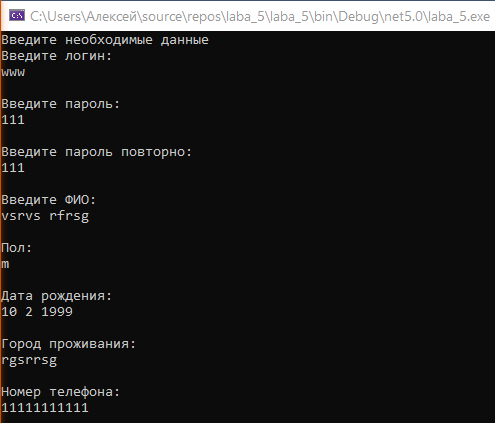 C:\Users\Алексей\source\repos\laba_5\laba_5\bin\Debug\net5.0\laba_5.exe
Введите необходимые данные
Введите логин:
www
Введите пароль:
111
Введите пароль повторно:
111
Введите ФИО:
vsrvs rfrsg
Пол:
m
Дата рождения:
10 2 1999
Город проживания:
rgsrrsg
Номер телефона:
11111111111